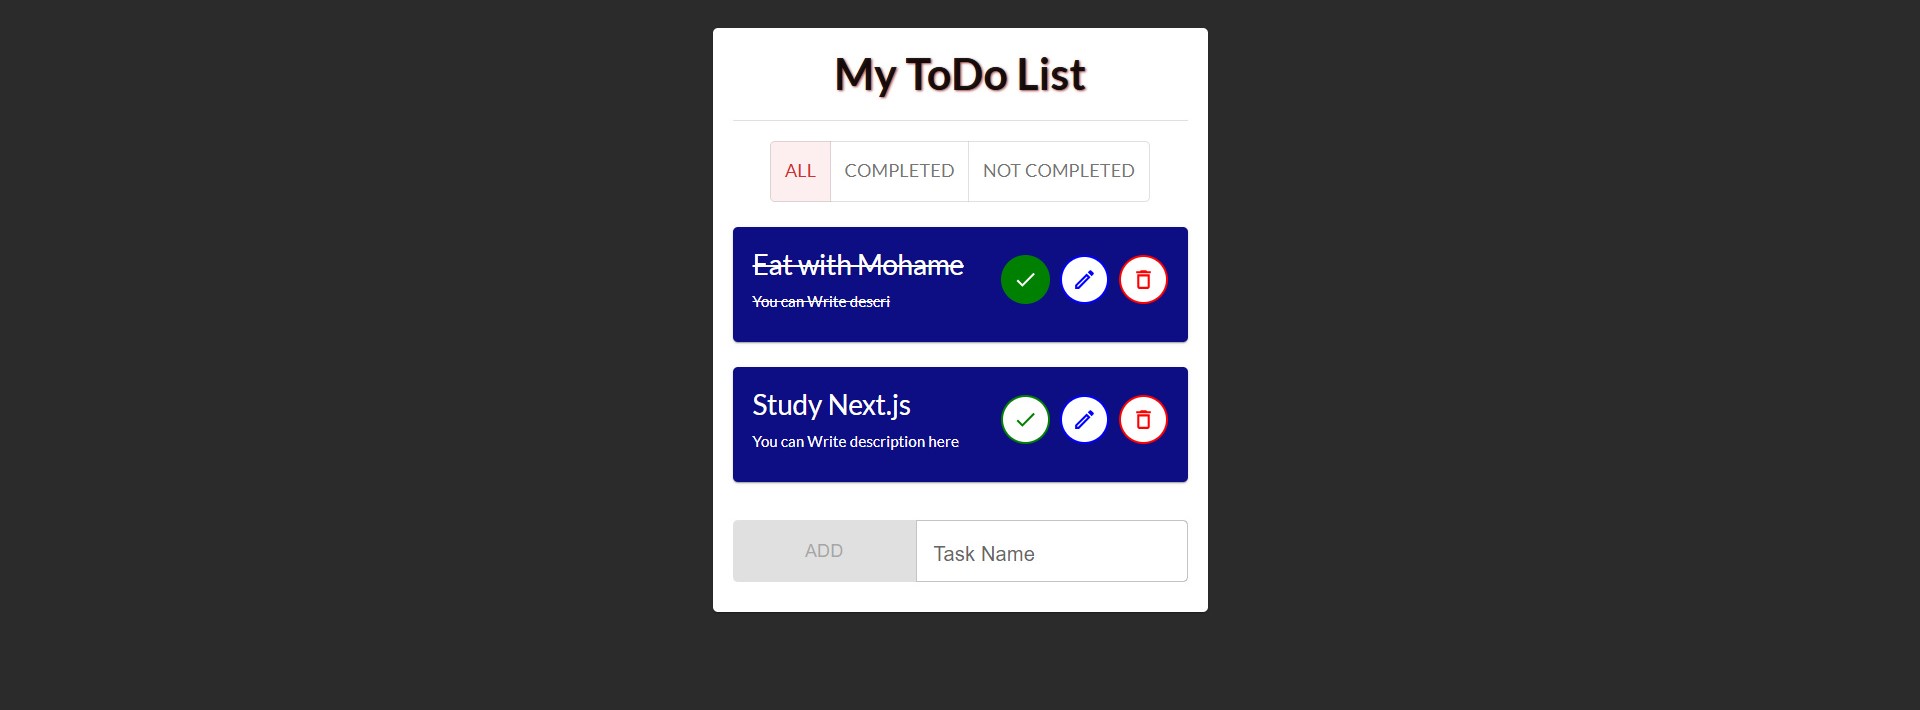 My ToDo List
ALL COMPLETED NOT COMPLETED
Eat with Mohame
You can Write descri
Study Next.js
You can Write description here
ADD Task Name